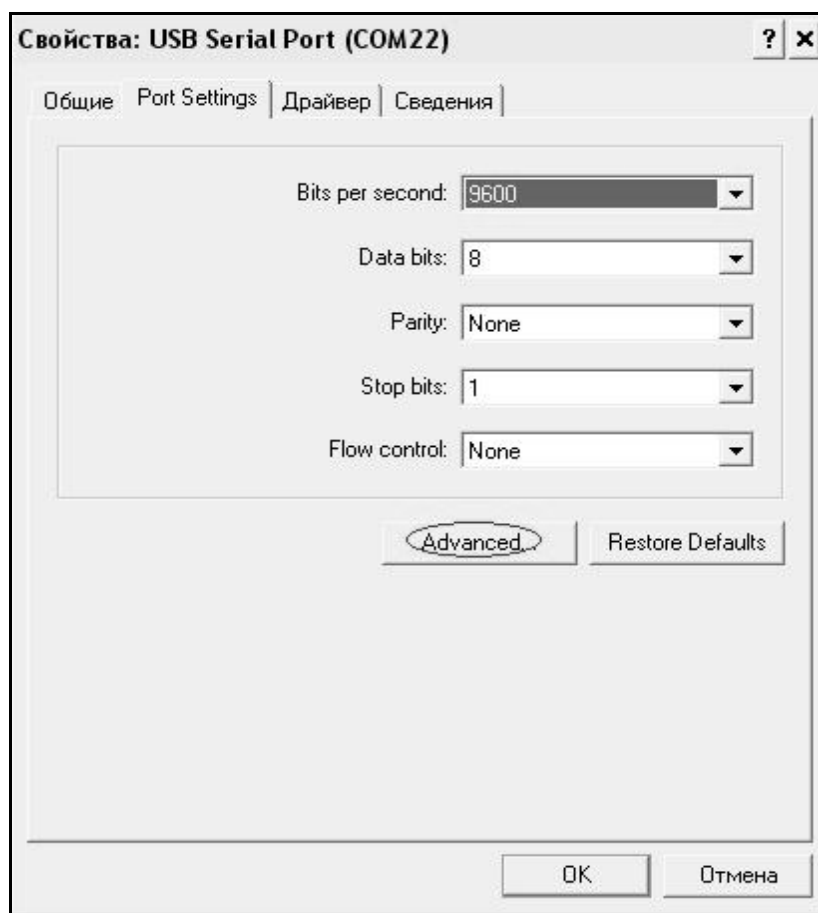 Свойства: USB Serial Port (COM22)
Общие Port Settings Драйвер Сведения
Bits per second: 9600
Data bits: 8
Parity: None
Stop bits: 1
Flow control: None
Advanced... Restore Defaults
OK Отмена